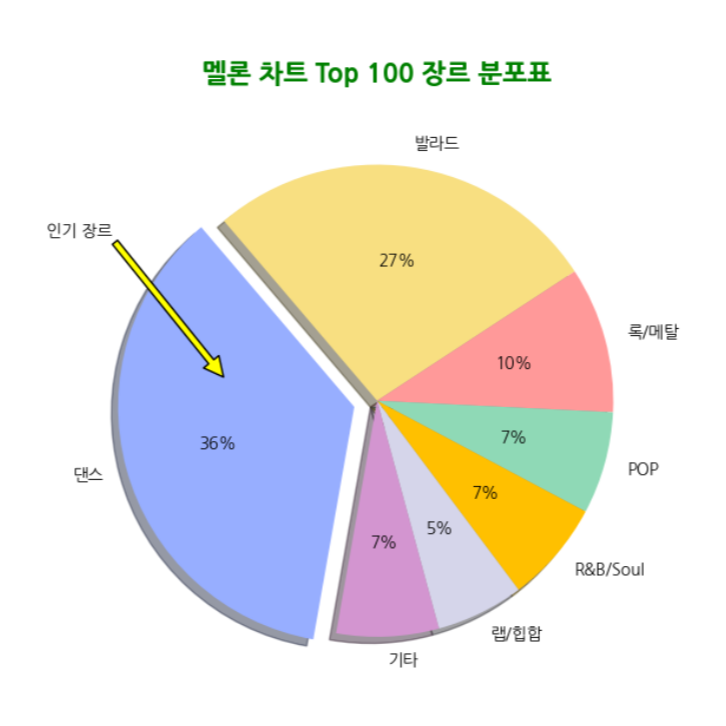 멜론 차트 Top 100 장르 분포표
발라드
인기 장르
27%
록/메탈
10%
36%
7%
POP
댄스
7%
5%
7%
R&B/Soul
랩/힙합
기타